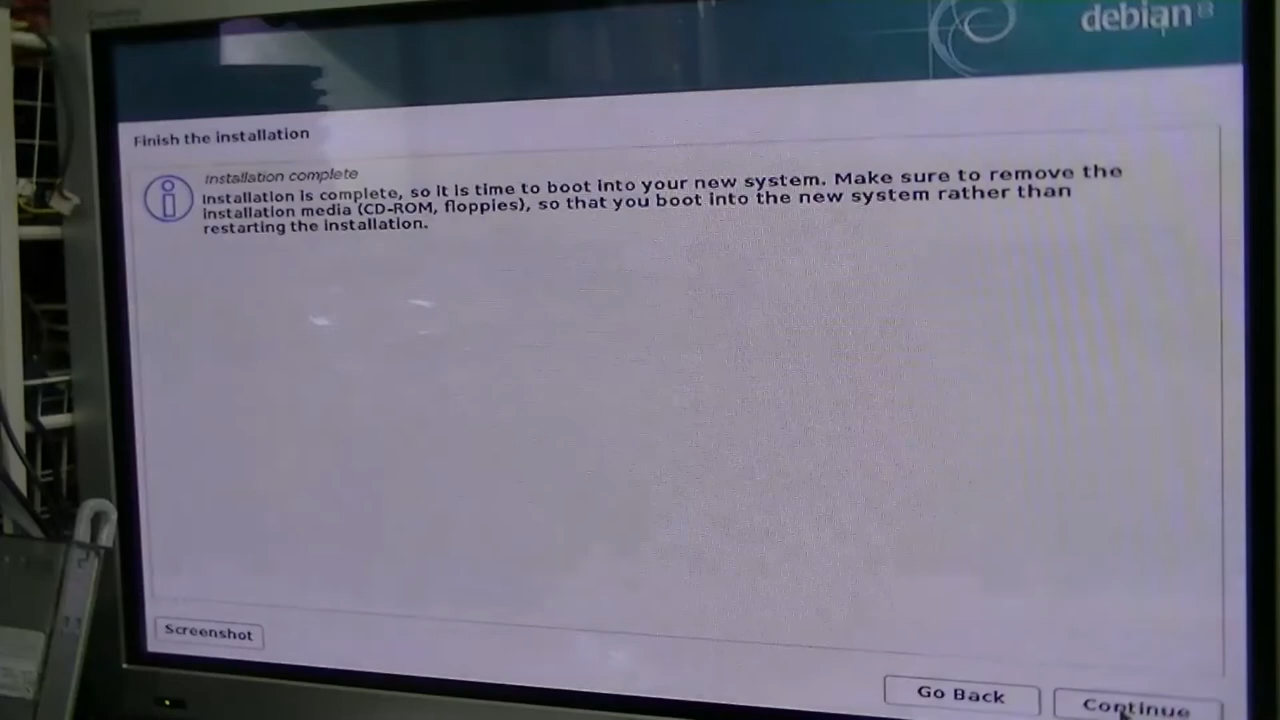 debian 8
Finish the installation
Installation complete
Installation is complete, so it is time to boot into your new system. Make sure to remove the
installation media (CD-ROM, floppies), so that you boot into the new system rather than
restarting the installation.
Screenshot
Go Back
Continue